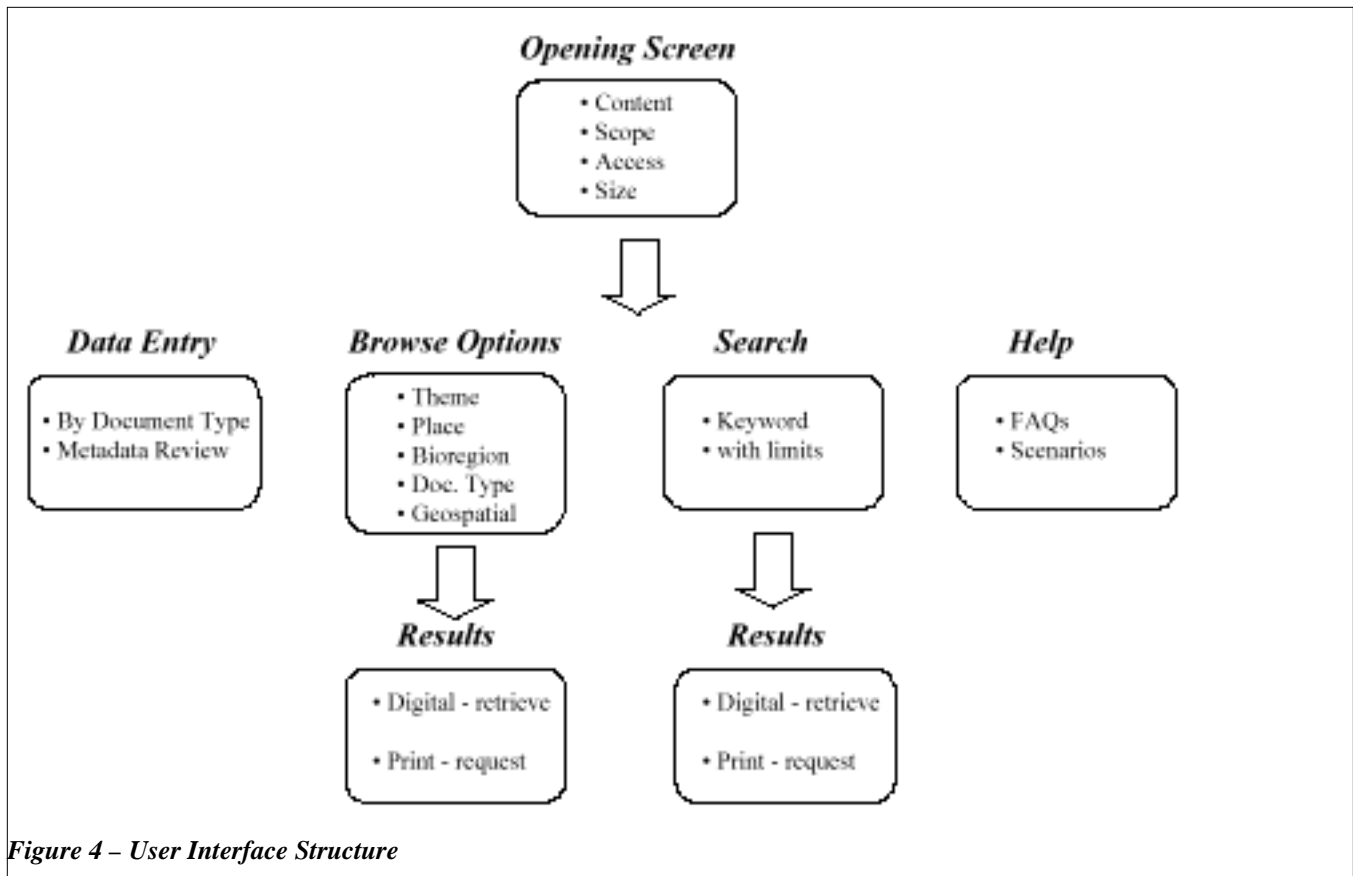 Opening Screen
• Content
• Scope
• Access
• Size
Data Entry
• By Document Type
• Metadata Review
Browse Options
• Theme
• Place
• Bioregion
• Doc. Type
• Geospatial
Search
• Keyword
• with limits
Help
• FAQs
• Scenarios
Results
• Digital - retrieve
• Print - request
Results
• Digital - retrieve
• Print - request
Figure 4 – User Interface Structure